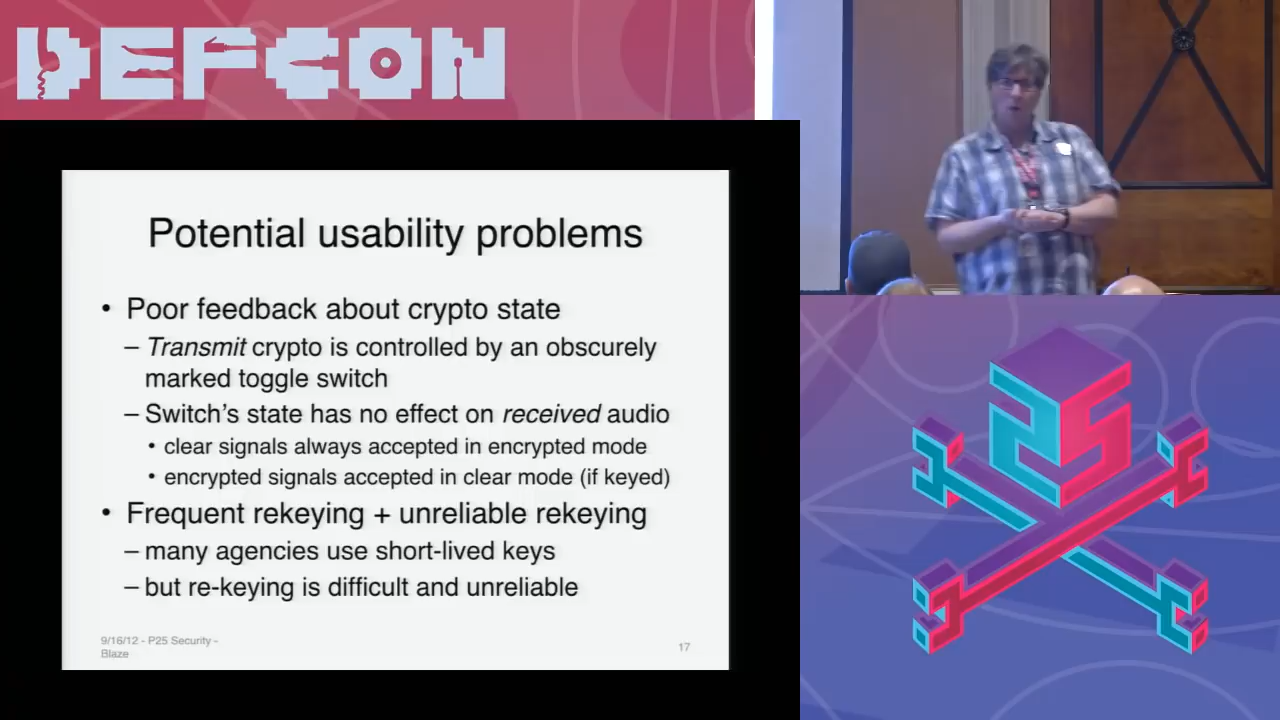 DEFCON
Potential usability problems
• Poor feedback about crypto state
– Transmit crypto is controlled by an obscurely
marked toggle switch
– Switch's state has no effect on received audio
• clear signals always accepted in encrypted mode
• encrypted signals accepted in clear mode (if keyed)
• Frequent rekeying + unreliable rekeying
– many agencies use short-lived keys
– but re-keying is difficult and unreliable
9/16/12 - P25 Security -
Blaze
17
25